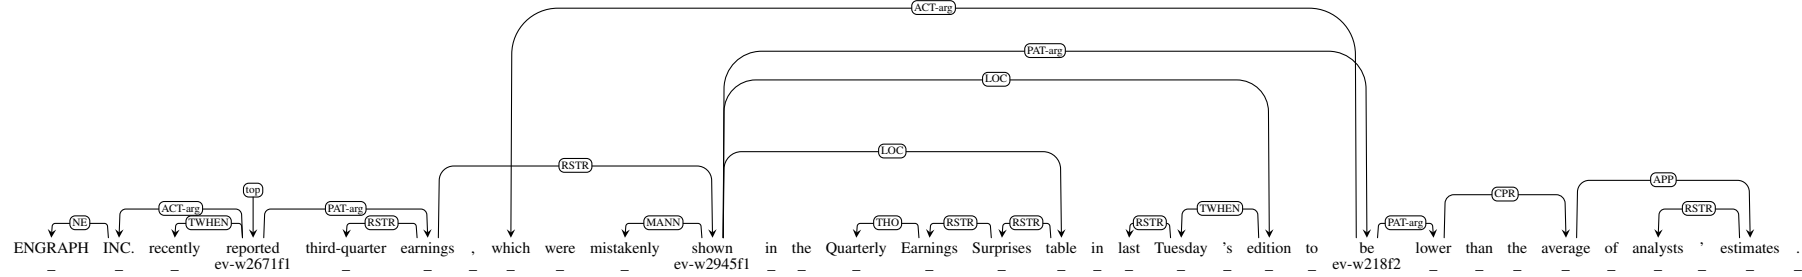 ACT-arg
PAT-arg
LOC
LOC
RSTR
APP
top
CPR
ACT-arg PAT-arg TWHEN
NE TWHEN RSTR MANN THO RSTR RSTR RSTR PAT-arg RSTR
ENGRAPH INC. recently reported third-quarter earnings , which were mistakenly shown in the Quarterly Earnings Surprises table in last Tuesday 's edition to be lower than the average of analysts ' estimates .
_ _ _ ev-w2671f1 _ _ _ _ _ _ ev-w2945f1 _ _ _ _ _ _ _ _ _ _ _ _ ev-w218f2 _ _ _ _ _ _ _ _ _